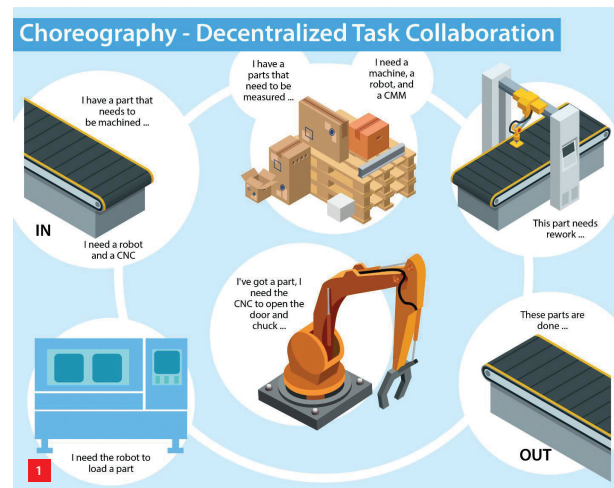 Choreography - Decentralized Task Collaboration
I have a
parts that
need to be
measured ...
I need a
machine, a
robot, and
a CMM
I have a part that
needs to
be machined ...
IN
I need a robot
and a CNC
This part needs
rework ...
I've got a part, I
need the
CNC to open the
door and
chuck ...
These parts are
done ...
OUT
I need the robot to
load a part
1